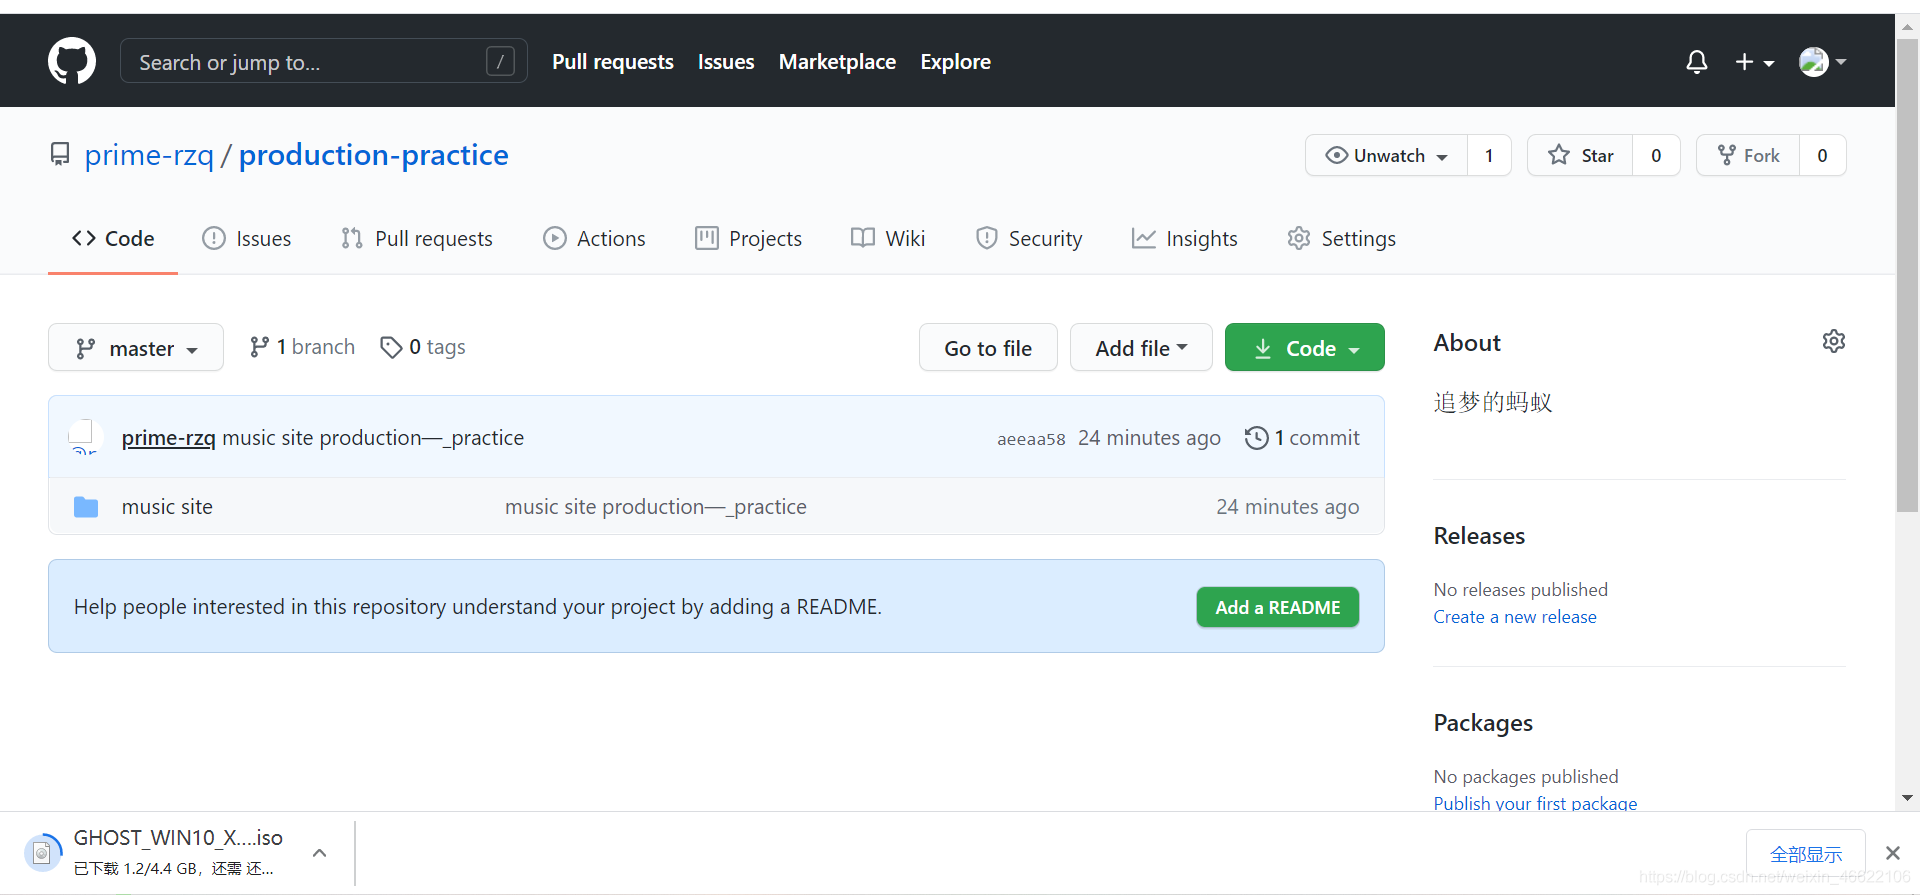 Search or jump to... / Pull requests Issues Marketplace Explore
prime-rzq / production-practice Unwatch 1 Star 0 Fork 0
Code Issues Pull requests Actions Projects Wiki Security Insights Settings
master 1 branch 0 tags Go to file Add file Code
About
追梦的蚂蚁
prime-rzq music site production—_practice aeeaa58 24 minutes ago 1 commit
music site music site production—_practice 24 minutes ago
Releases
No releases published
Create a new release
Help people interested in this repository understand your project by adding a README. Add a README
Packages
No packages published
Publish your first package
GHOST_WIN10_X....iso
已下载 1.2/4.4 GB，还需 还...
全部显示
https://blog.csdn.net/weixin_46622106